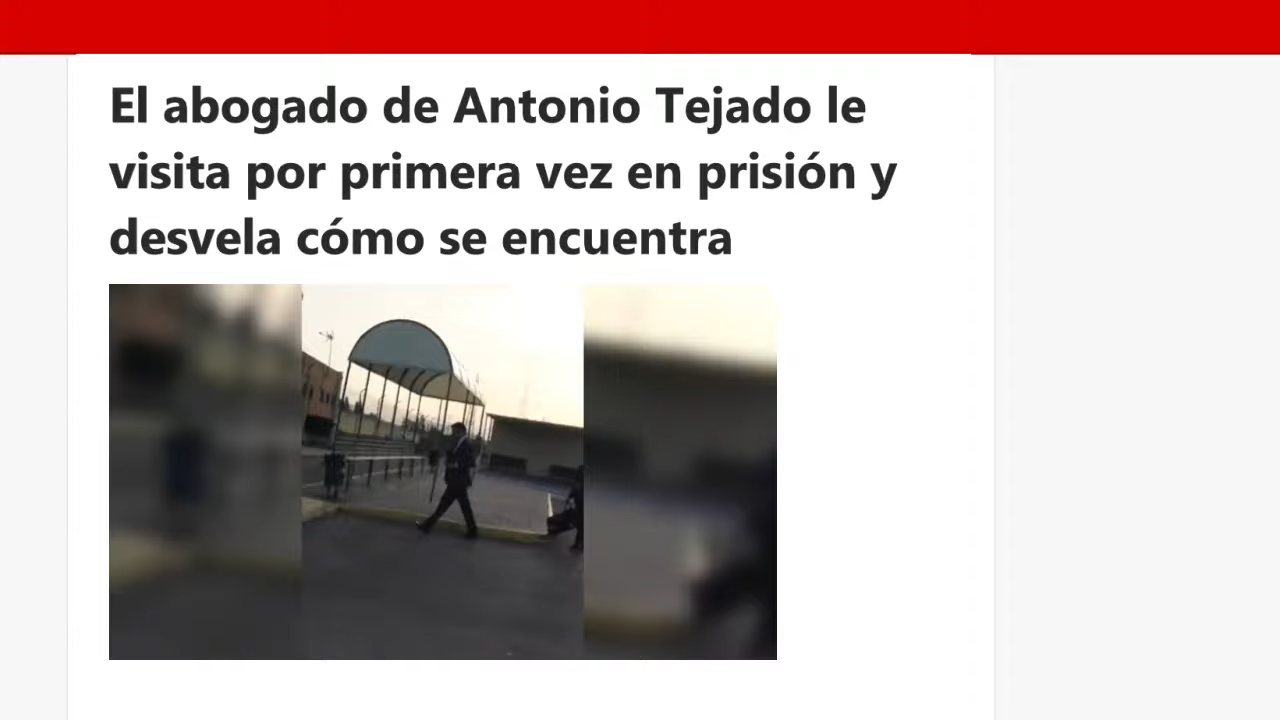 El abogado de Antonio Tejado le
visita por primera vez en prisión y
desvela cómo se encuentra